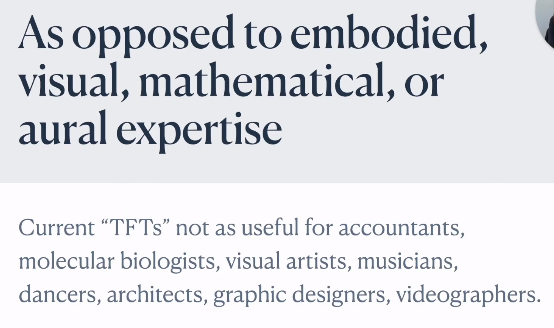 As opposed to embodied,
visual, mathematical, or
aural expertise
Current “TFTs” not as useful for accountants,
molecular biologists, visual artists, musicians,
dancers, architects, graphic designers, videographers.